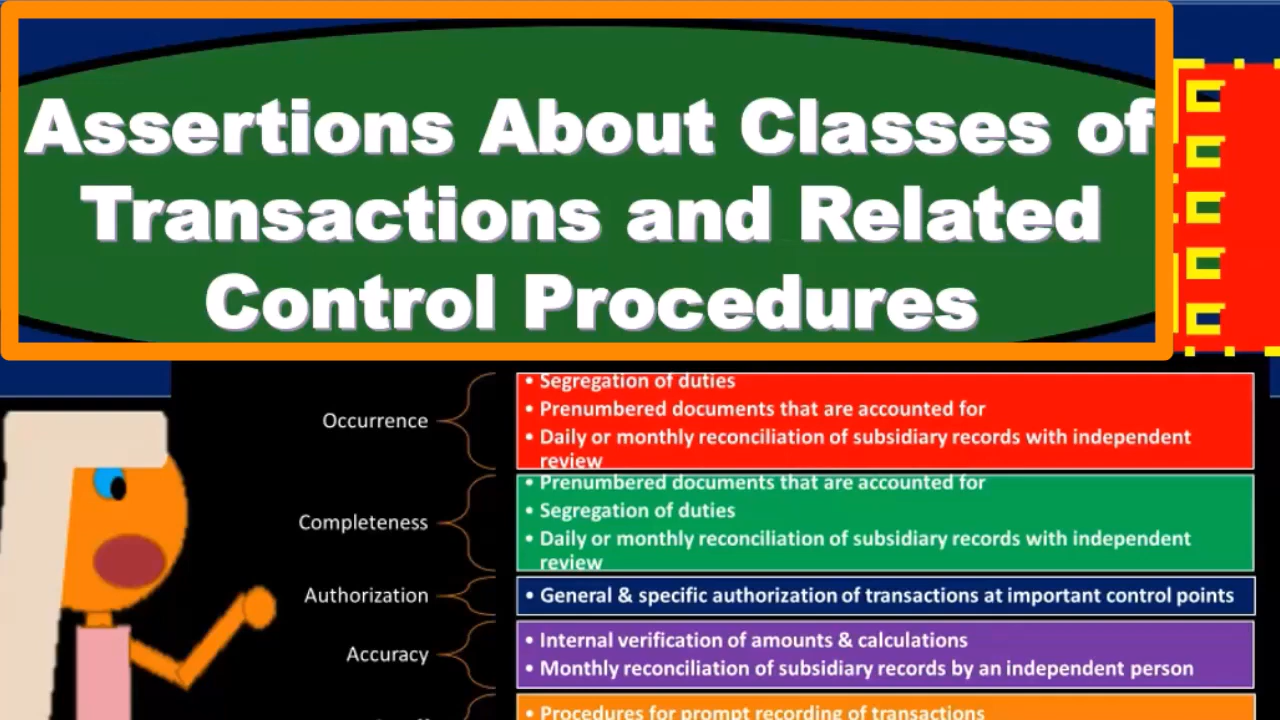 Assertions About Classes of
Transactions and Related
Control Procedures
Occurrence
• Segregation of duties
• Prenumbered documents that are accounted for
• Daily or monthly reconciliation of subsidiary records with independent
review
Completeness
• Prenumbered documents that are accounted for
• Segregation of duties
• Daily or monthly reconciliation of subsidiary records with independent
review
Authorization
• General & specific authorization of transactions at important control points
Accuracy
• Internal verification of amounts & calculations
• Monthly reconciliation of subsidiary records by an independent person
• Procedures for prompt recording of transactions